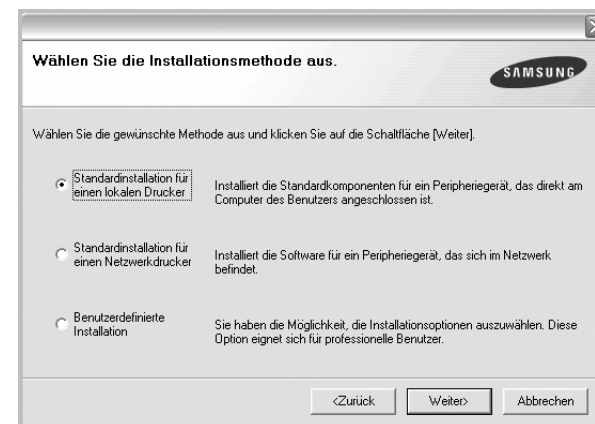 Wählen Sie die Installationsmethode aus.
SAMSUNG
Wählen Sie die gewünschte Methode aus und klicken Sie auf die Schaltfläche [Weiter].
Standardinstallation für
einen lokalen Drucker
Installiert die Standardkomponenten für ein Peripheriegerät, das direkt am
Computer des Benutzers angeschlossen ist.
Standardinstallation für
einen Netzwerkdrucker
Installiert die Software für ein Peripheriegerät, das sich im Netzwerk
befindet.
Benutzerdefinierte
Installation
Sie haben die Möglichkeit, die Installationsoptionen auszuwählen. Diese
Option eignet sich für professionelle Benutzer.
<Zurück
Weiter>
Abbrechen